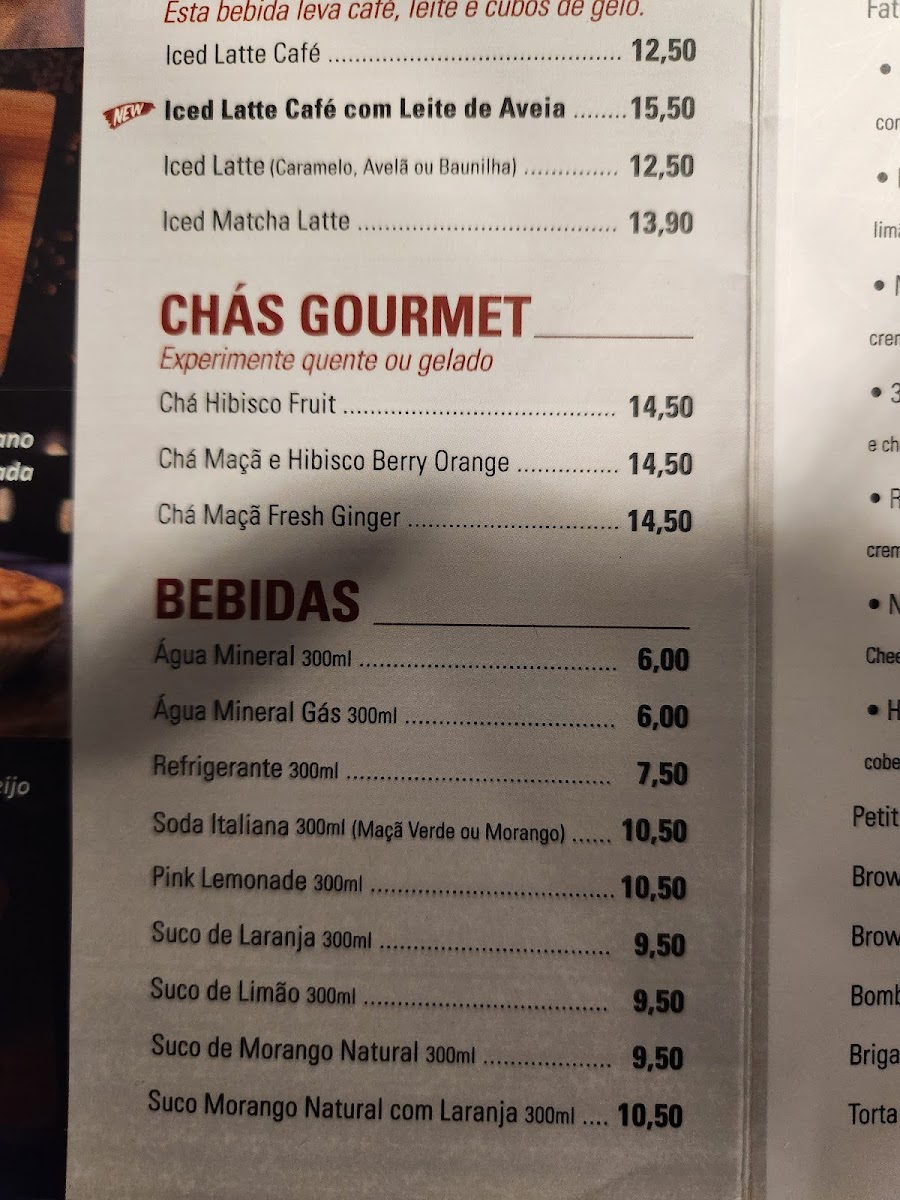 Esta bebida leva café, leite e cubos de gelo.
Iced Latte Café ........................................... 12,50
NEW Iced Latte Café com Leite de Aveia ........ 15,50
Iced Latte (Caramelo, Avelã ou Baunilha) .............. 12,50
Iced Matcha Latte ...................................... 13,90
CHÁS GOURMET
Experimente quente ou gelado
Chá Hibisco Fruit ........................................ 14,50
Chá Maçã e Hibisco Berry Orange ............... 14,50
Chá Maçã Fresh Ginger ............................... 14,50
BEBIDAS
Água Mineral 300ml ..................................... 6,00
Água Mineral Gás 300ml .............................. 6,00
Refrigerante 300ml ...................................... 7,50
Soda Italiana 300ml (Maçã Verde ou Morango) ...... 10,50
Pink Lemonade 300ml ................................... 10,50
Suco de Laranja 300ml ................................. 9,50
Suco de Limão 300ml ................................... 9,50
Suco de Morango Natural 300ml ................... 9,50
Suco Morango Natural com Laranja 300ml .... 10,50
Petit
Torta